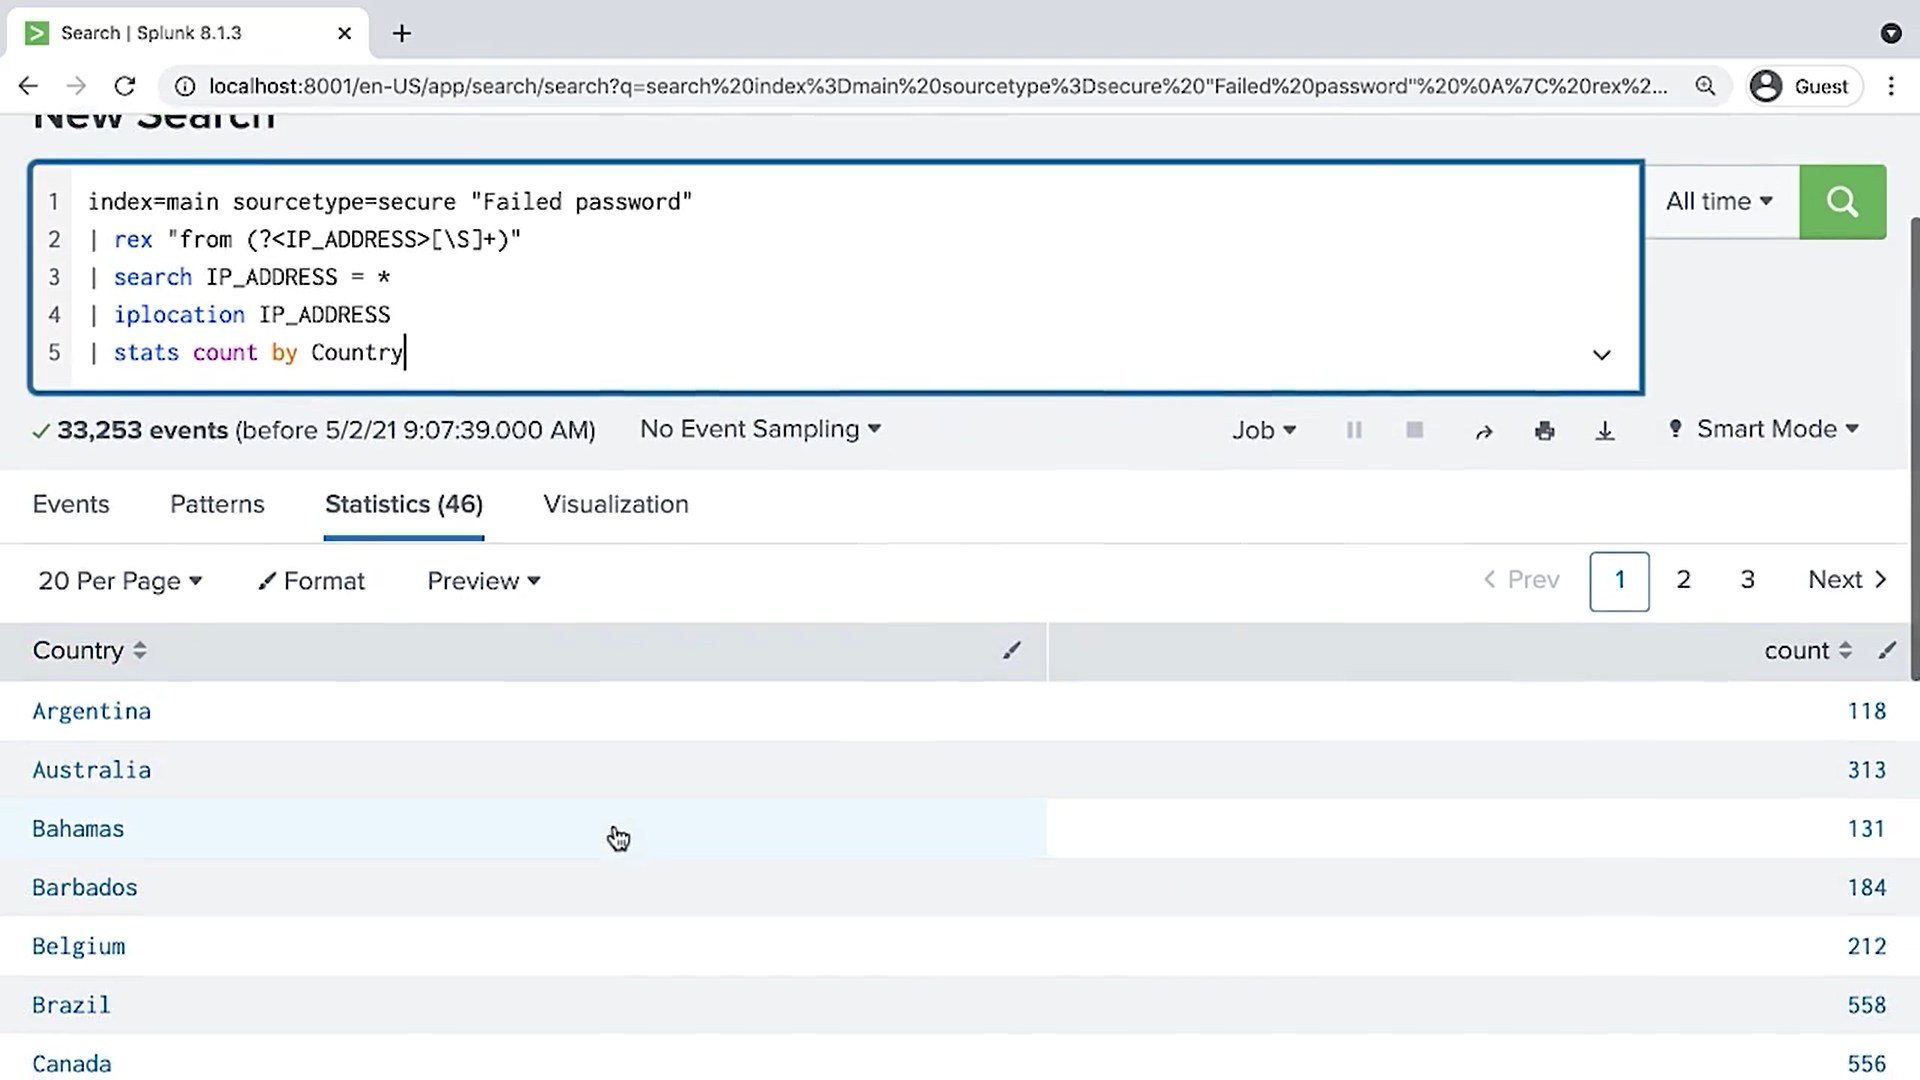 Search | Splunk 8.1.3
localhost:8001/en-US/app/search/search?q=search%20index%3Dmain%20sourcetype%3Dsecure%20"Failed%20password"%20%0A%7C%20rex%2...
Guest
New Search
1 index=main sourcetype=secure "Failed password"
2 | rex "from (?<IP_ADDRESS>[\S]+)"
3 | search IP_ADDRESS = *
4 | iplocation IP_ADDRESS
5 | stats count by Country
All time
33,253 events (before 5/2/21 9:07:39.000 AM)
No Event Sampling
Job
Smart Mode
Events
Patterns
Statistics (46)
Visualization
20 Per Page
Format
Preview
Prev
1
2
3
Next
Country count
Argentina 118
Australia 313
Bahamas 131
Barbados 184
Belgium 212
Brazil 558
Canada 556